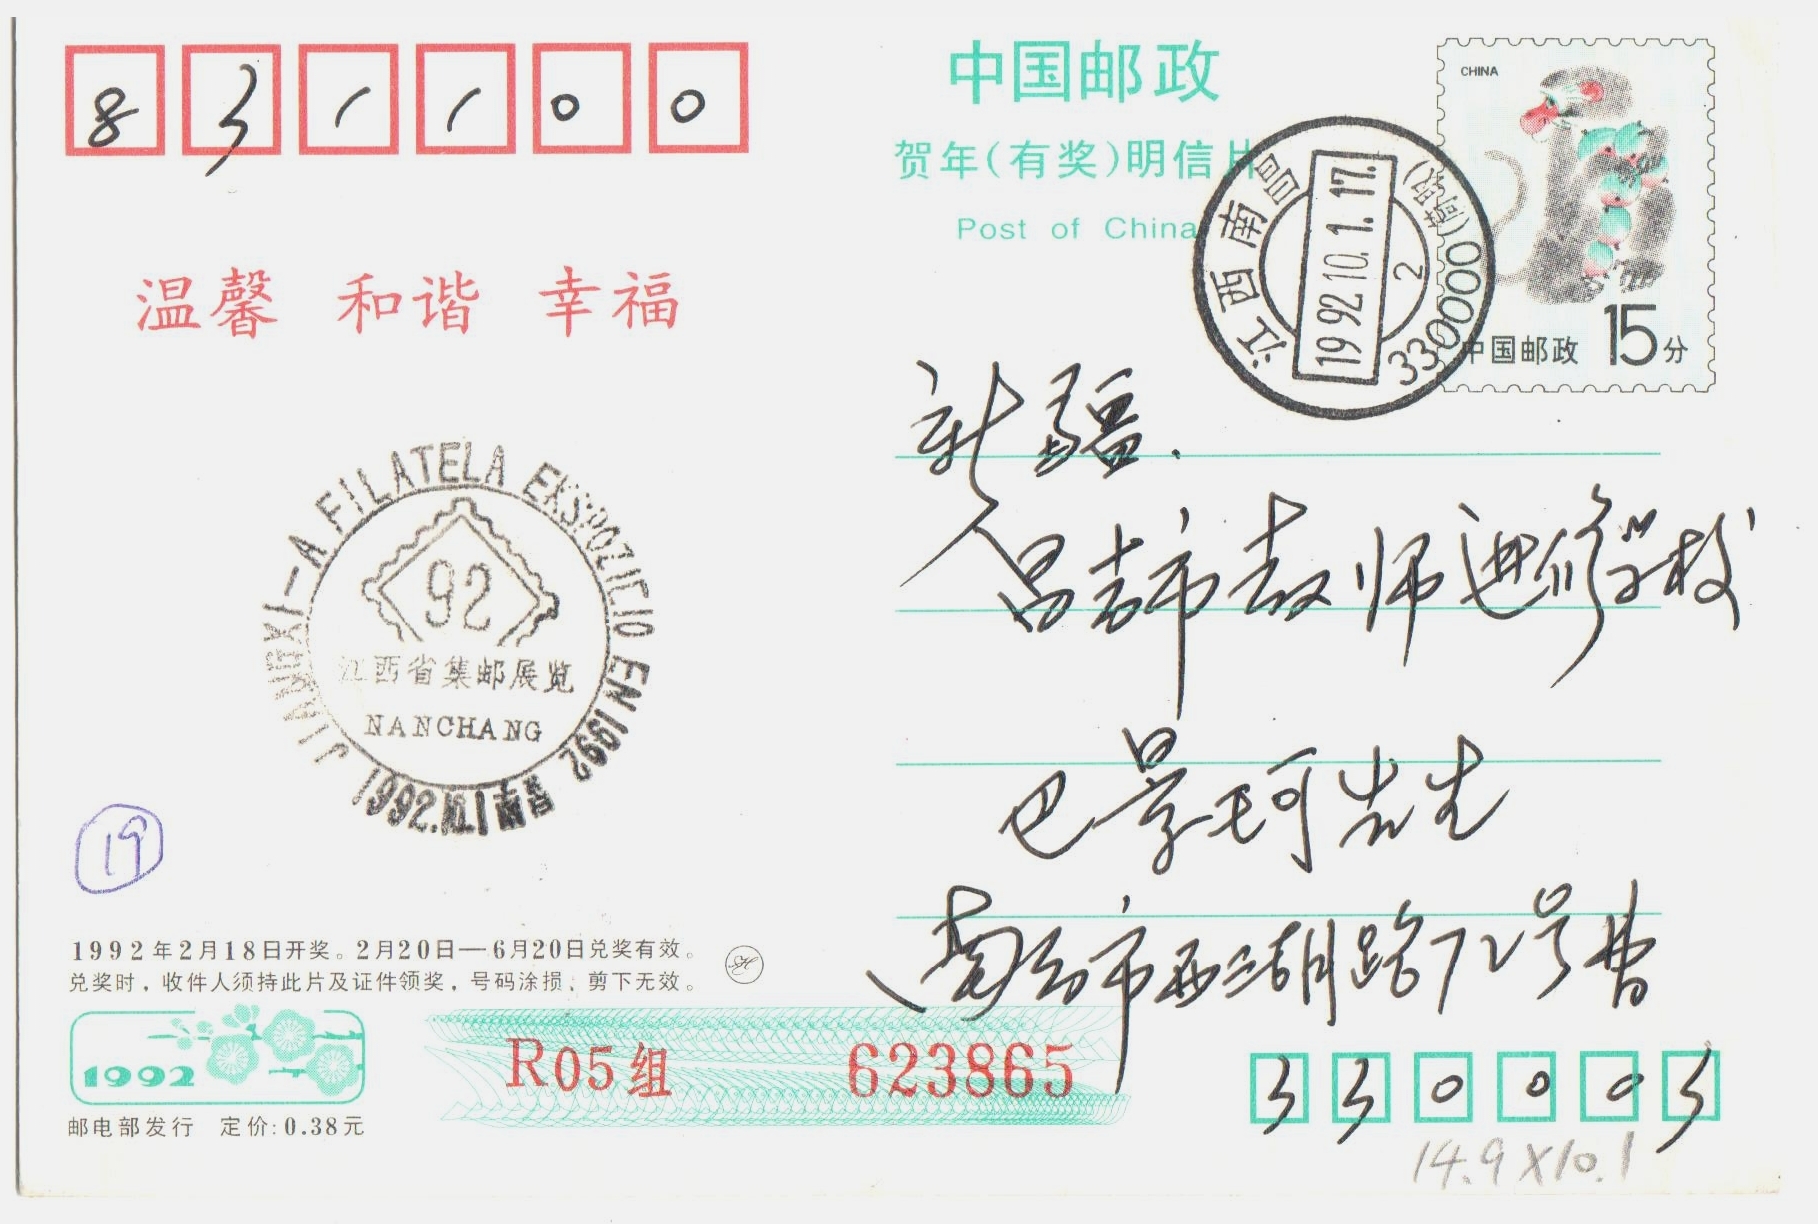 831100
中国邮政
贺年(有奖)明信片
Post of China
CHINA
中国邮政 15分
江西南昌
1992.10.1.17.
2
330000
温馨 和谐 幸福
JIANGXI-A FILATELA EKSPOZICIO EN 1992
92
江西省集邮展览
NANCHANG
新疆.
昌吉市教师进修学校
巴景珂先生
南昌市西湖路72号曹
19
1992年2月18日开奖。2月20日—6月20日兑奖有效。
兑奖时,收件人须持此片及证件领奖,号码涂损、剪下无效。
1992
R05组 623865
邮电部发行 定价:0.38元
330003
14.9X10.1